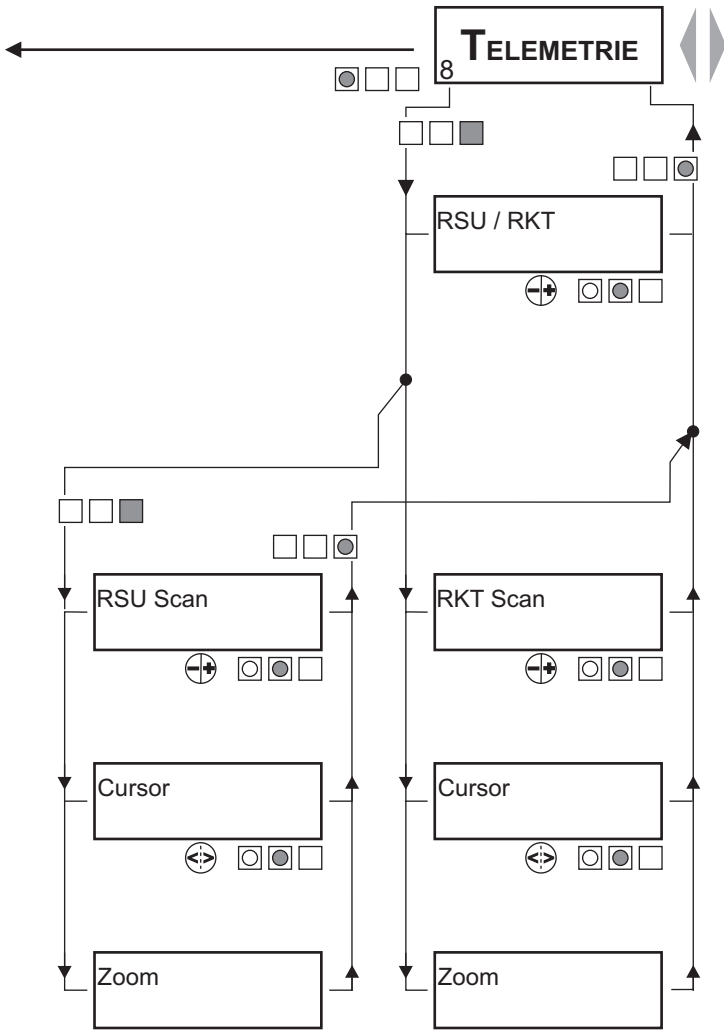 TELEMETRIE
8
RSU / RKT
RSU Scan
RKT Scan
Cursor
Cursor
Zoom
Zoom